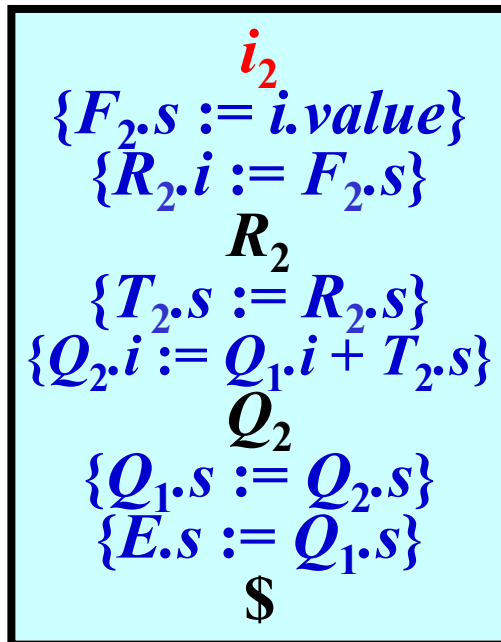 i₂
{F₂.s := i.value}
{R₂.i := F₂.s}
R₂
{T₂.s := R₂.s}
{Q₂.i := Q₁.i + T₂.s}
Q₂
{Q₁.s := Q₂.s}
{E.s := Q₁.s}
$